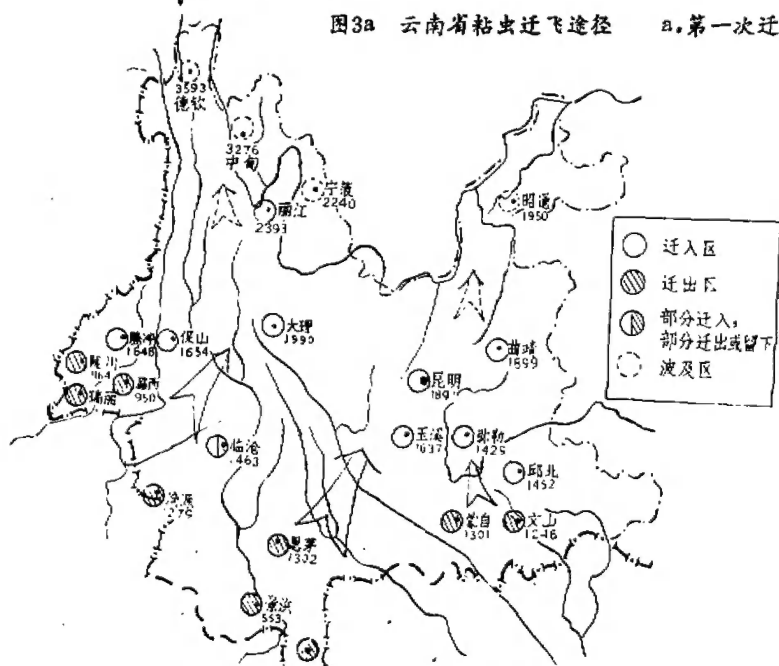 图3a 云南省粘虫迁飞途径 a.第一次迁
3593
德钦
3276
中甸
宁蒗
2240
丽江
2393
昭通
1950
迁入区
迁出区
部分迁入,
部分迁出或留下
波及区
腾冲
1648
保山
1654
大理
1990
曲靖
1899
陇川
潞西
950
瑞丽
昆明
189
玉溪
1637
弥勒
1425
临沧
1463
邱北
1452
沧源
蒙自
1301
文山
1246
思茅
1302
景洪
553